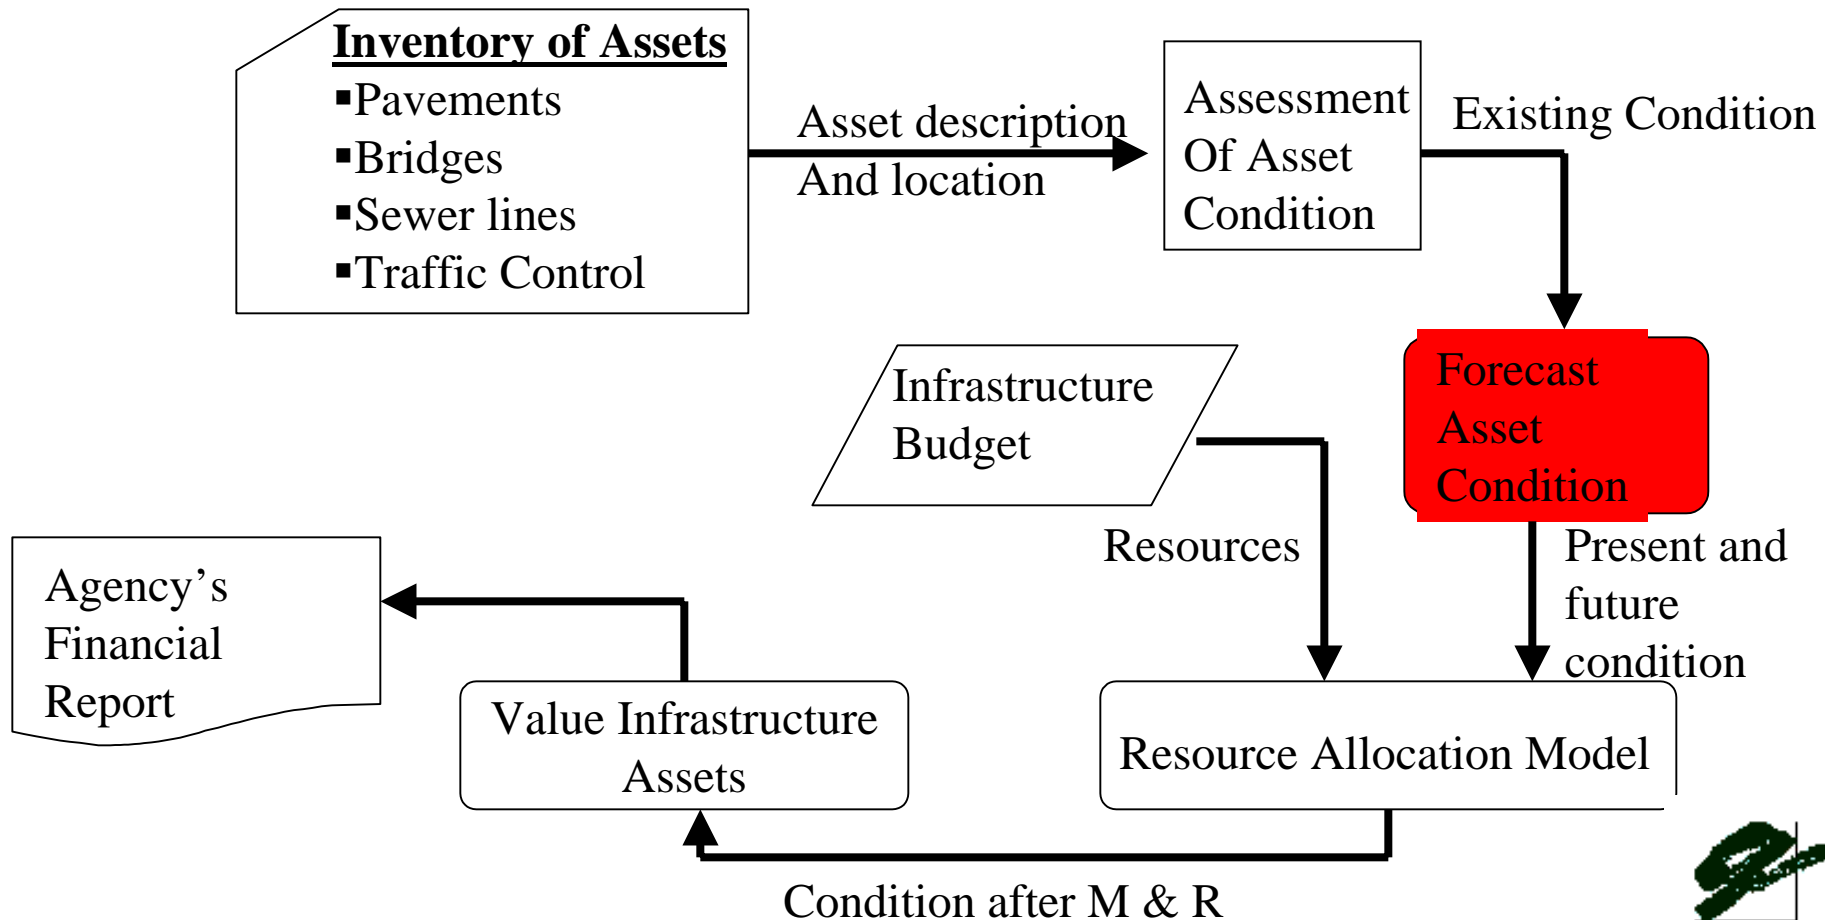 Inventory of Assets
▪Pavements
▪Bridges
▪Sewer lines
▪Traffic Control
Asset description
And location
Assessment
Of Asset
Condition
Existing Condition
Forecast
Asset
Condition
Infrastructure
Budget
Resources
Present and
future
condition
Resource Allocation Model
Condition after M & R
Value Infrastructure
Assets
Agency’s
Financial
Report